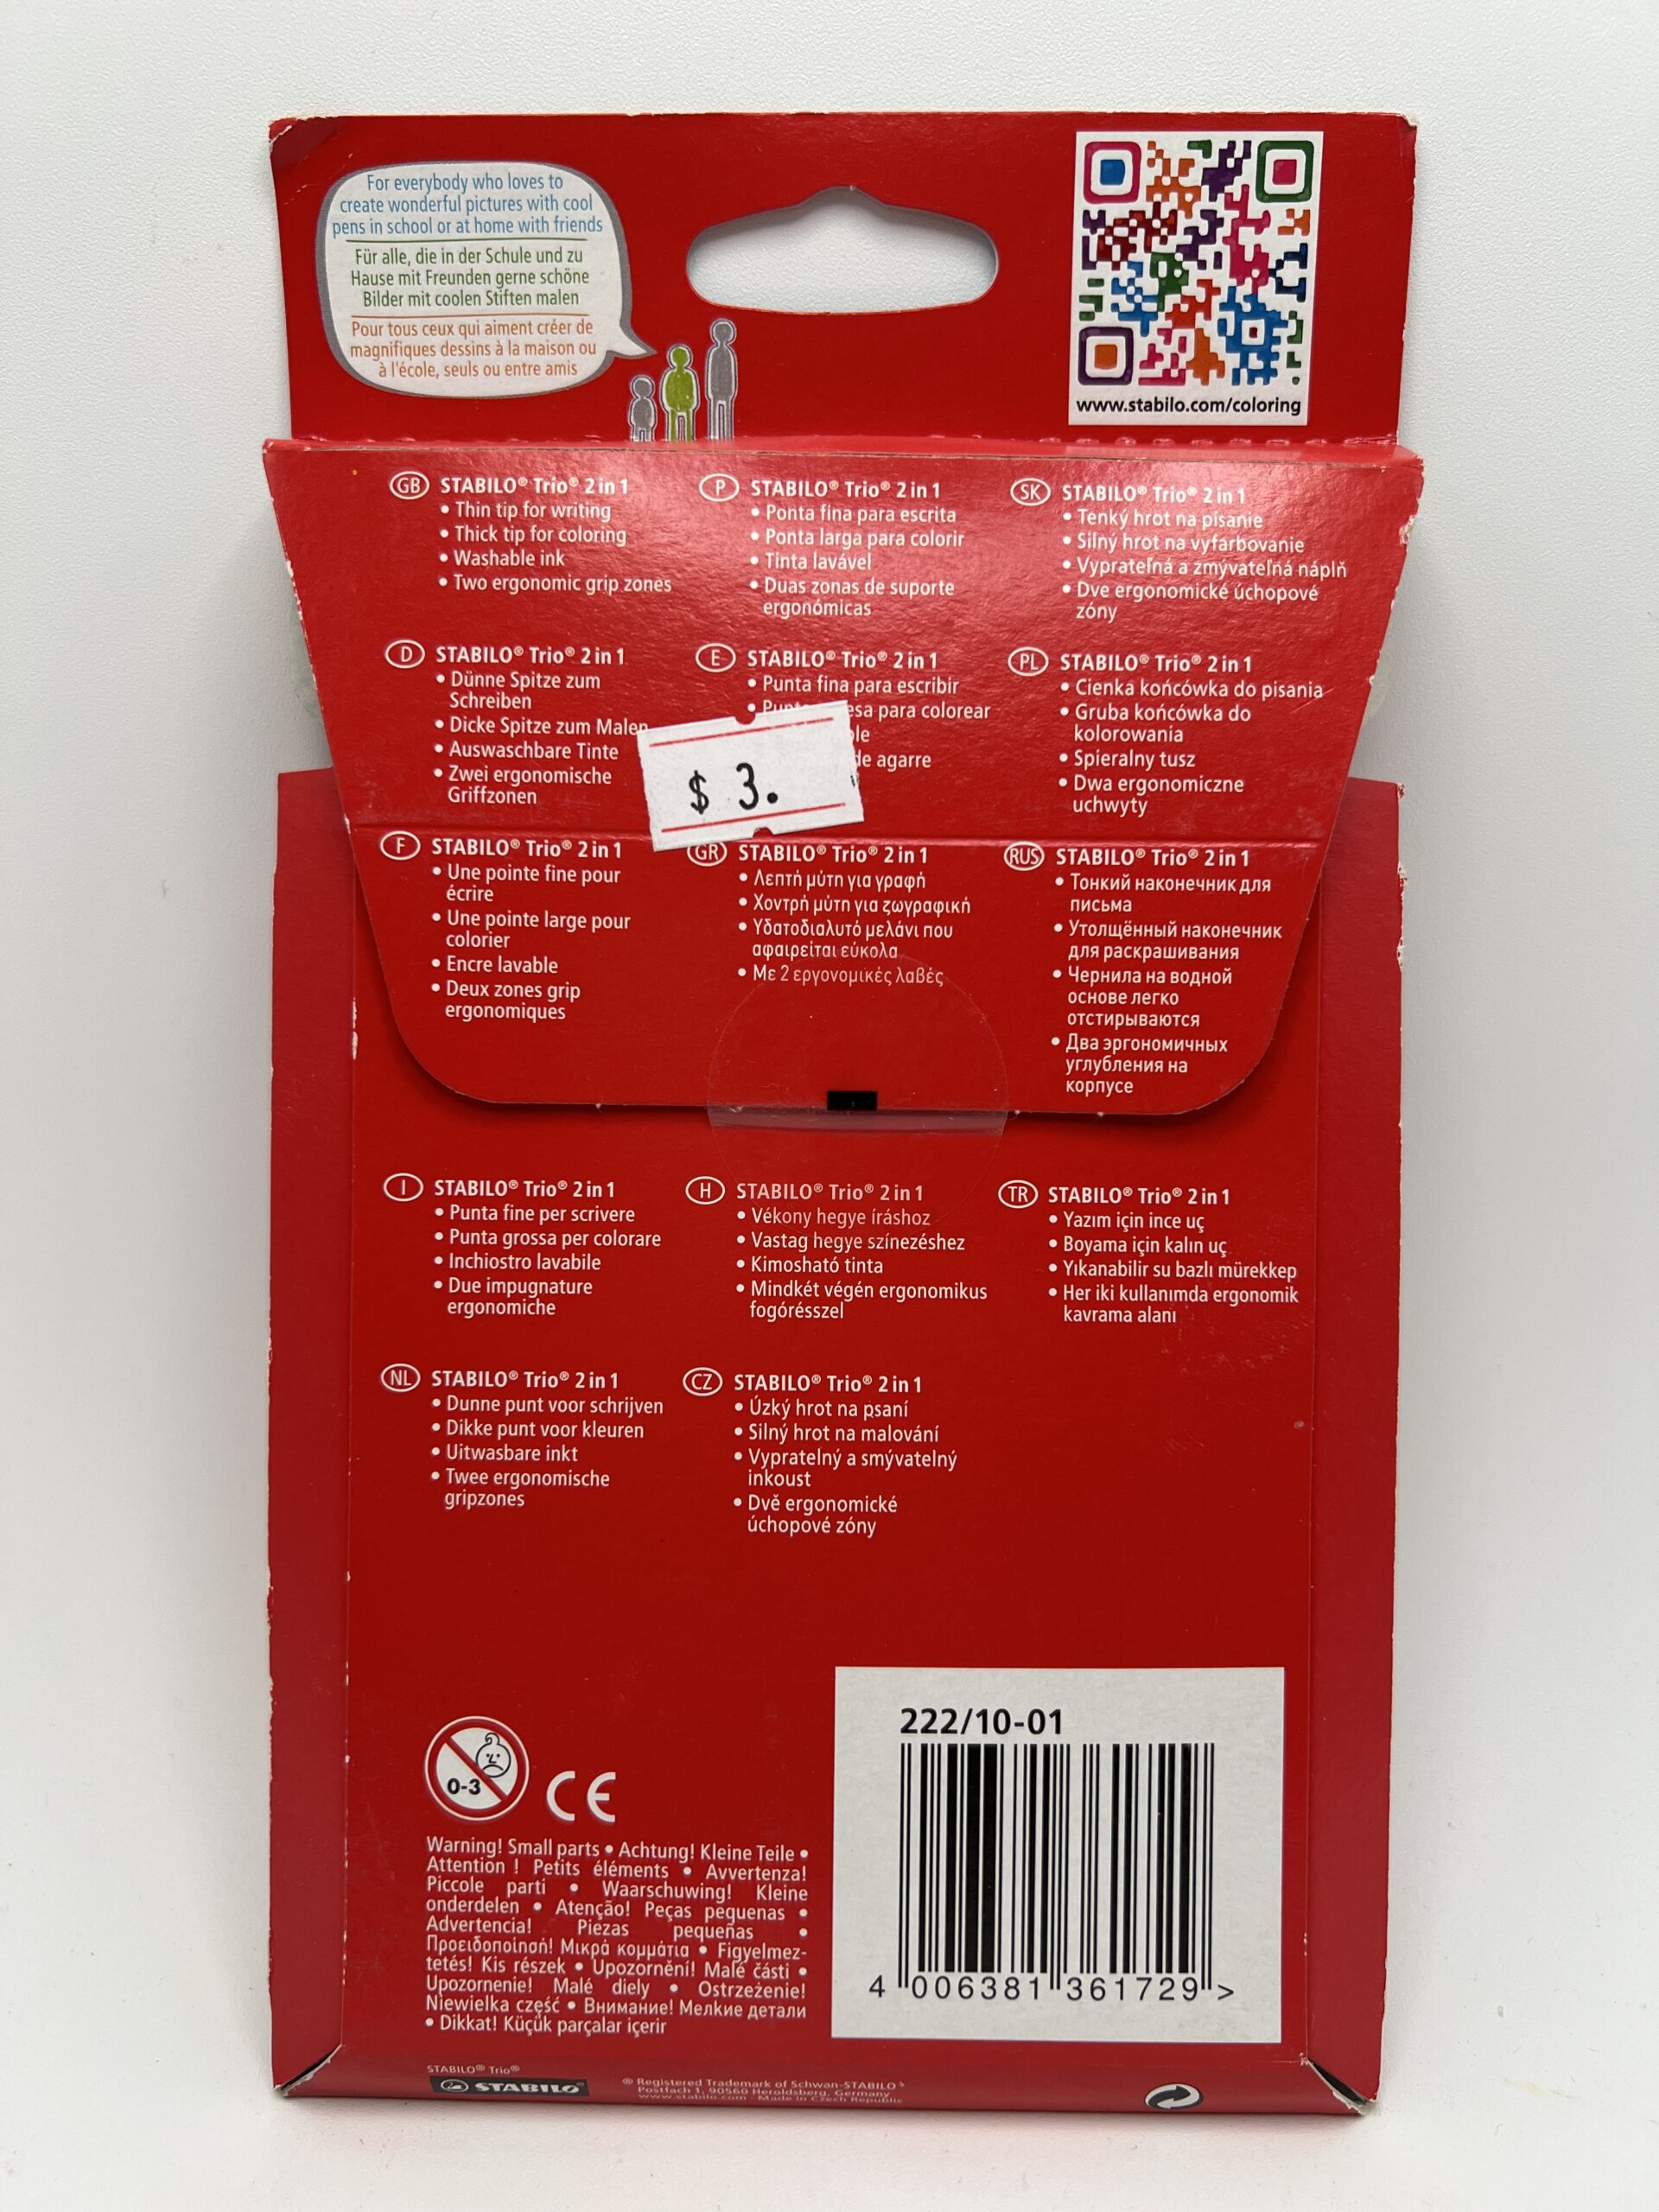 For everybody who loves to
create wonderful pictures with cool
pens in school or at home with friends
Für alle, die in der Schule und zu
Hause mit Freunden gerne schöne
Bilder mit coolen Stiften malen
Pour tous ceux qui aiment créer de
magnifiques dessins à la maison ou
à l'école, seuls ou entre amis
www.stabilo.com/coloring
GB STABILO® Trio® 2 in 1
• Thin tip for writing
• Thick tip for coloring
• Washable ink
• Two ergonomic grip zones
P STABILO® Trio® 2 in 1
• Ponta fina para escrita
• Ponta larga para colorir
• Tinta lavável
• Duas zonas de suporte
ergonómicas
SK STABILO® Trio® 2 in 1
• Tenký hrot na písanie
• Silný hrot na vyfarbovanie
• Vyprateľná a zmývateľná náplň
• Dve ergonomické úchopové
zóny
D STABILO® Trio® 2 in 1
• Dünne Spitze zum
Schreiben
• Dicke Spitze zum Malen
• Auswaschbare Tinte
• Zwei ergonomische
Griffzonen
E STABILO® Trio® 2 in 1
• Punta fina para escribir
• para colorear
de agarre
$ 3.
PL STABILO® Trio® 2 in 1
• Cienka końcówka do pisania
• Gruba końcówka do
kolorowania
• Spieralny tusz
• Dwa ergonomiczne
uchwyty
F STABILO® Trio® 2 in 1
• Une pointe fine pour
écrire
• Une pointe large pour
colorier
• Encre lavable
• Deux zones grip
ergonomiques
GR STABILO® Trio® 2 in 1
• Λεπτή μύτη για γραφή
• Χοντρή μύτη για ζωγραφική
• Υδατοδιαλυτό μελάνι που
αφαιρείται εύκολα
• Με 2 εργονομικές λαβές
RUS STABILO® Trio® 2 in 1
• Тонкий наконечник для
письма
• Утолщённый наконечник
для раскрашивания
• Чернила на водной
основе легко
отстирываются
• Два эргономичных
углубления на
корпусе
I STABILO® Trio® 2 in 1
• Punta fine per scrivere
• Punta grossa per colorare
• Inchiostro lavabile
• Due impugnature
ergonomiche
H STABILO® Trio® 2 in 1
• Vékony hegye íráshoz
• Vastag hegye színezéshez
• Kimosható tinta
• Mindkét végén ergonomikus
fogórésszel
TR STABILO® Trio® 2 in 1
• Yazım için ince uç
• Boyama için kalın uç
• Yıkanabilir su bazlı mürekkep
• Her iki kullanımda ergonomik
kavrama alanı
NL STABILO® Trio® 2 in 1
• Dunne punt voor schrijven
• Dikke punt voor kleuren
• Uitwasbare inkt
• Twee ergonomische
gripzones
CZ STABILO® Trio® 2 in 1
• Úzký hrot na psaní
• Silný hrot na malování
• Vypratelný a smývatelný
inkoust
• Dvě ergonomické
úchopové zóny
0-3
CE
Warning! Small parts • Achtung! Kleine Teile •
Attention ! Petits éléments • Avvertenza!
Piccole parti • Waarschuwing! Kleine
onderdelen • Atenção! Peças pequenas •
Advertencia! Piezas pequeñas •
Προειδοποίηση! Μικρά κομμάτια • Figyelmez-
tetés! Kis részek • Upozornění! Malé části •
Upozornenie! Malé diely • Ostrzeżenie!
Niewielka część • Внимание! Мелкие детали
• Dikkat! Küçük parçalar içerir
222/10-01
4 006381 361729 >
STABILO® Trio®
STABILO®
® Registered Trademark of Schwan-STABILO
Postfach 1, 90560 Heroldsberg, Germany
www.stabilo.com - Made in Czech Republic